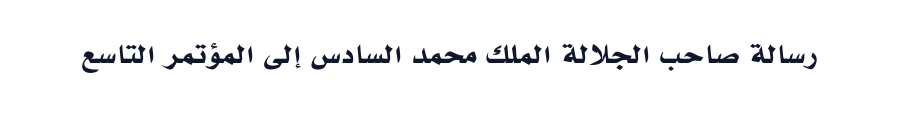 رسالة صاحب الجلالة الملك محمد السادس إلى المؤتمر التاسع